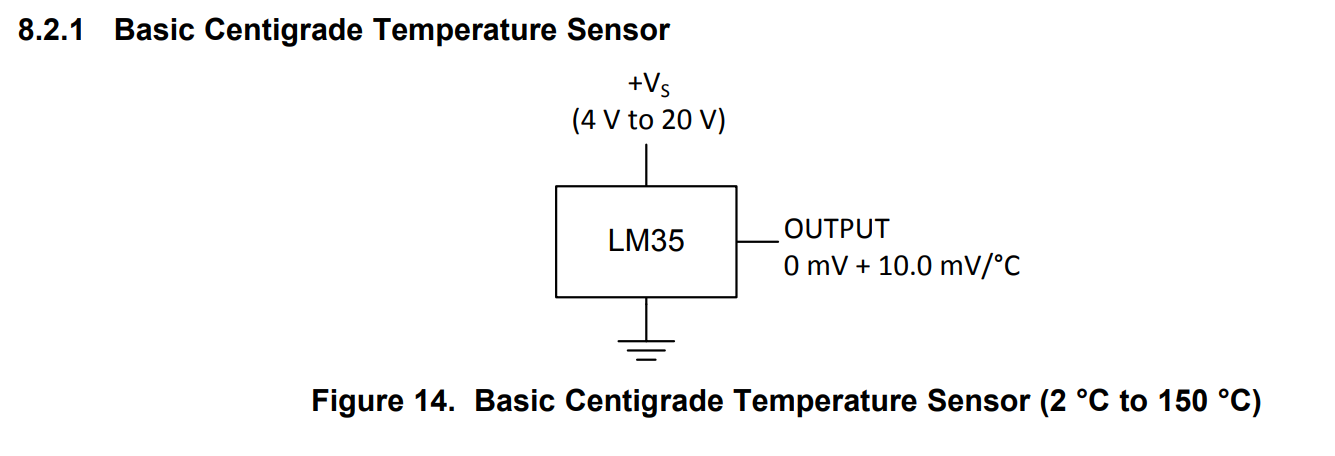 8.2.1 Basic Centigrade Temperature Sensor
+VS
(4 V to 20 V)
LM35
OUTPUT
0 mV + 10.0 mV/°C
Figure 14. Basic Centigrade Temperature Sensor (2 °C to 150 °C)